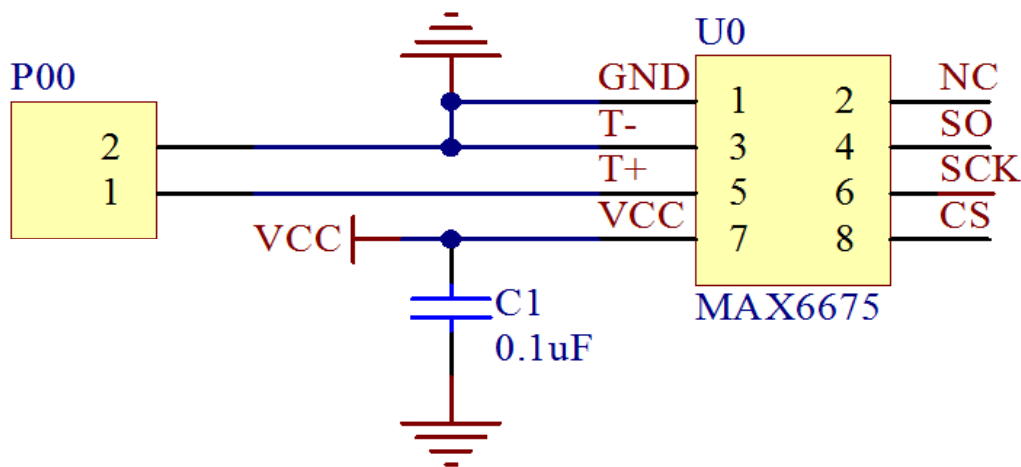 U0
P00
GND 1 2 NC
2 T- 3 4 SO
1 T+ 5 6 SCK
VCC VCC 7 8 CS
C1
MAX6675
0.1uF